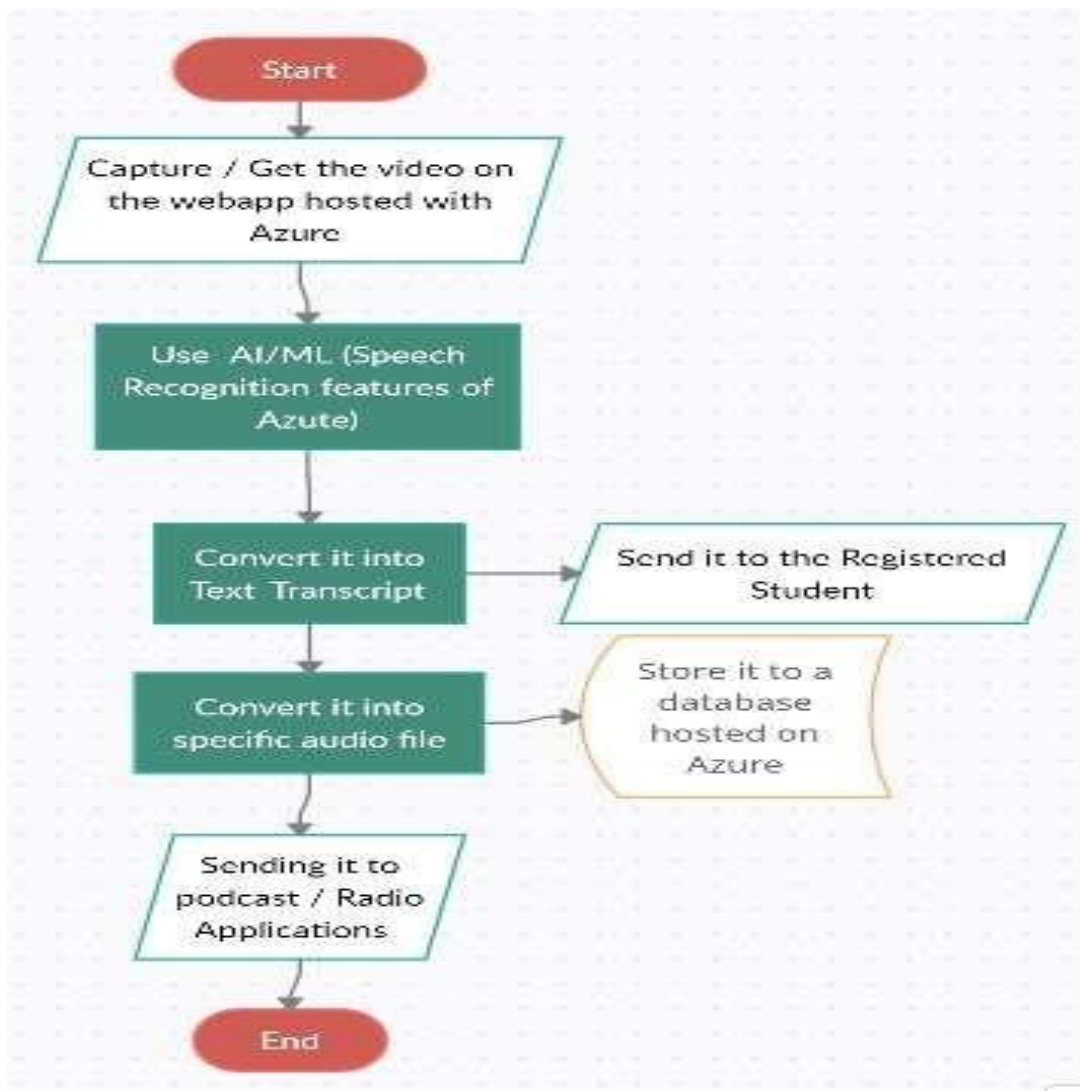 Start
Capture / Get the video on
the webapp hosted with
Azure
Use AI/ML (Speech
Recognition features of
Azute)
Convert it into
Text Transcript
Send it to the Registered
Student
Convert it into
specific audio file
Store it to a
database
hosted on
Azure
Sending it to
podcast / Radio
Applications
End